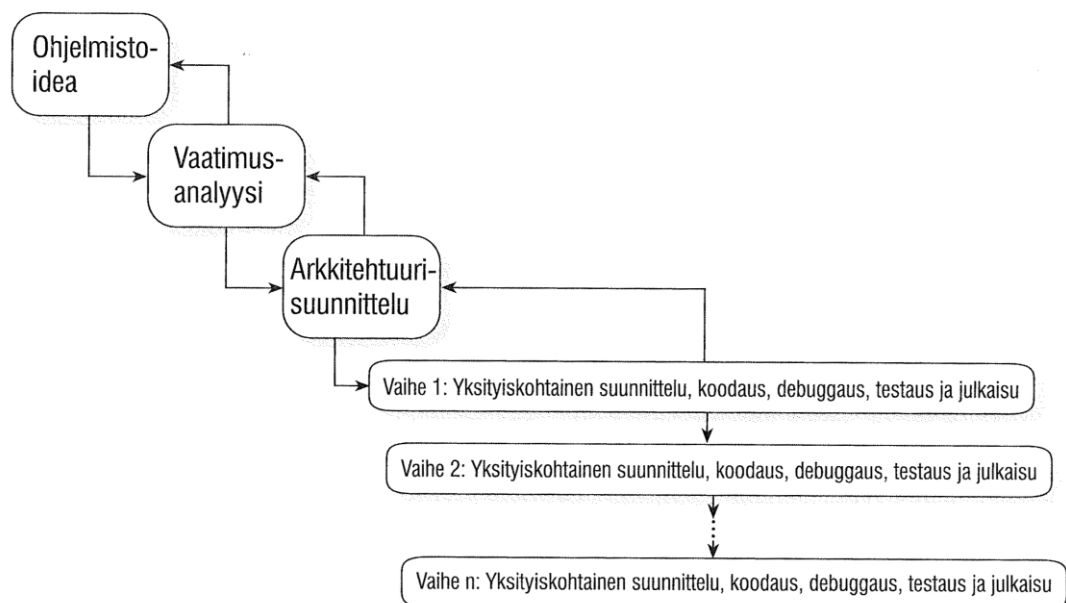 Ohjelmisto-
idea
Vaatimus-
analyysi
Arkkitehtuuri-
suunnittelu
Vaihe 1: Yksityiskohtainen suunnittelu, koodaus, debuggaus, testaus ja julkaisu
Vaihe 2: Yksityiskohtainen suunnittelu, koodaus, debuggaus, testaus ja julkaisu
Vaihe n: Yksityiskohtainen suunnittelu, koodaus, debuggaus, testaus ja julkaisu